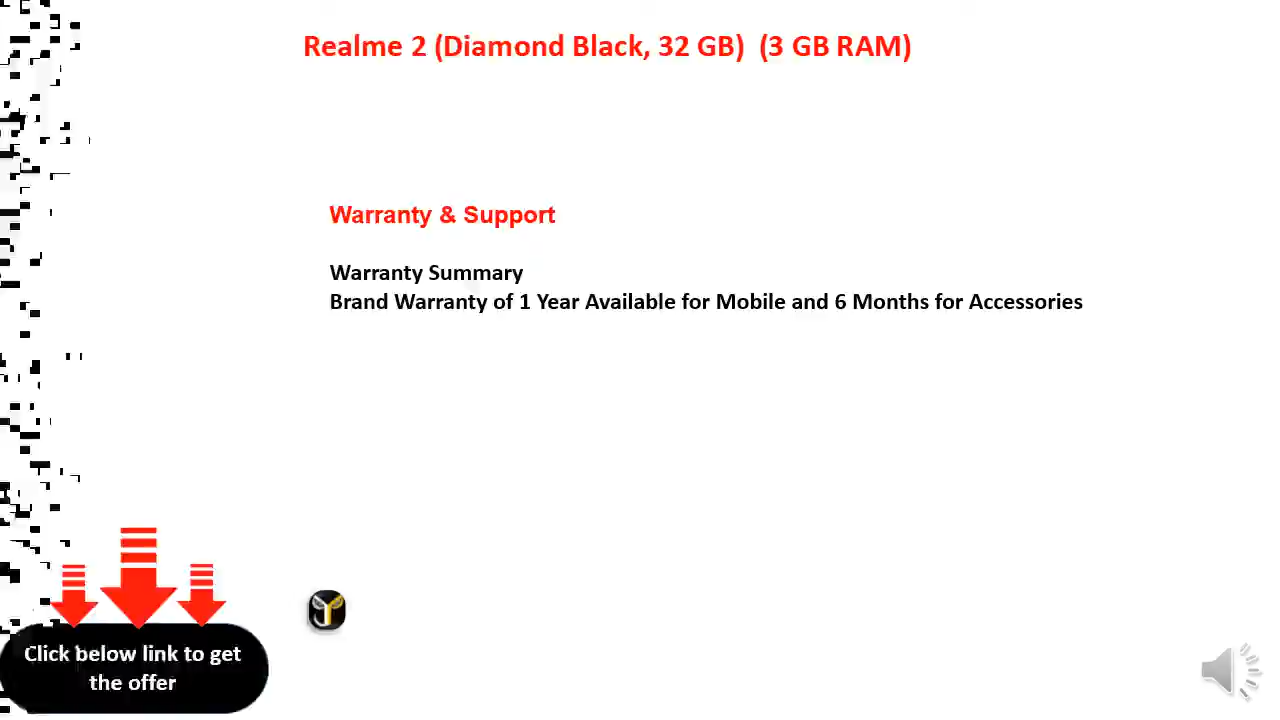 Realme 2 (Diamond Black, 32 GB)  (3 GB RAM)
Warranty & Support
Warranty Summary
Brand Warranty of 1 Year Available for Mobile and 6 Months for Accessories
Click below link to get
the offer